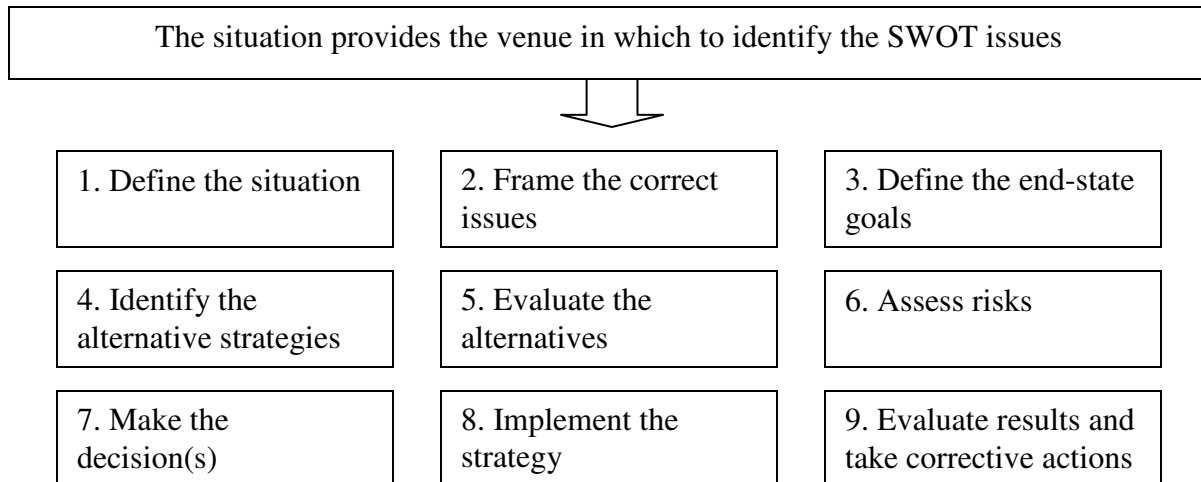 The situation provides the venue in which to identify the SWOT issues
1. Define the situation
2. Frame the correct
issues
3. Define the end-state
goals
4. Identify the
alternative strategies
5. Evaluate the
alternatives
6. Assess risks
7. Make the
decision(s)
8. Implement the
strategy
9. Evaluate results and
take corrective actions